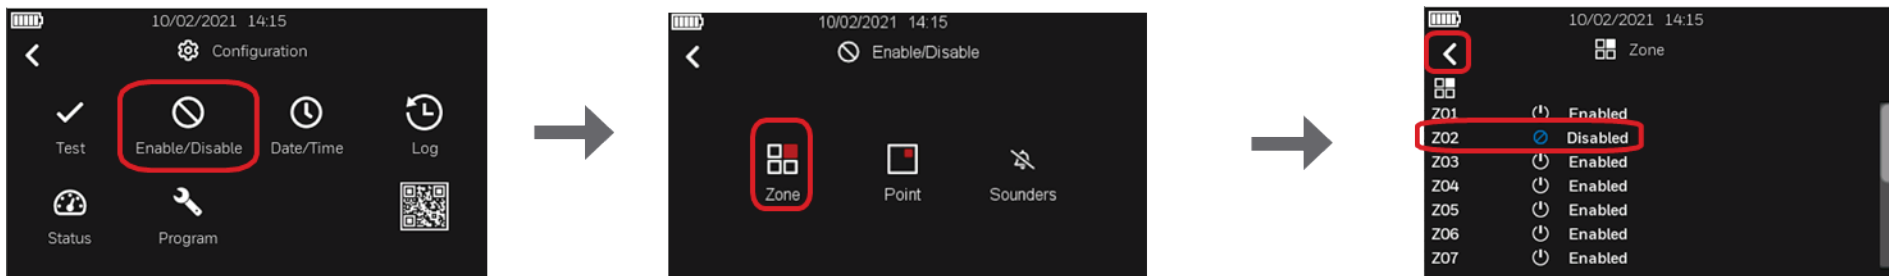 10/02/2021 14:15
Configuration
Test
Enable/Disable
Date/Time
Log
Status
Program
10/02/2021 14:15
Enable/Disable
Zone
Point
Sounders
10/02/2021 14:15
Zone
Z01 Enabled
Z02 Disabled
Z03 Enabled
Z04 Enabled
Z05 Enabled
Z06 Enabled
Z07 Enabled